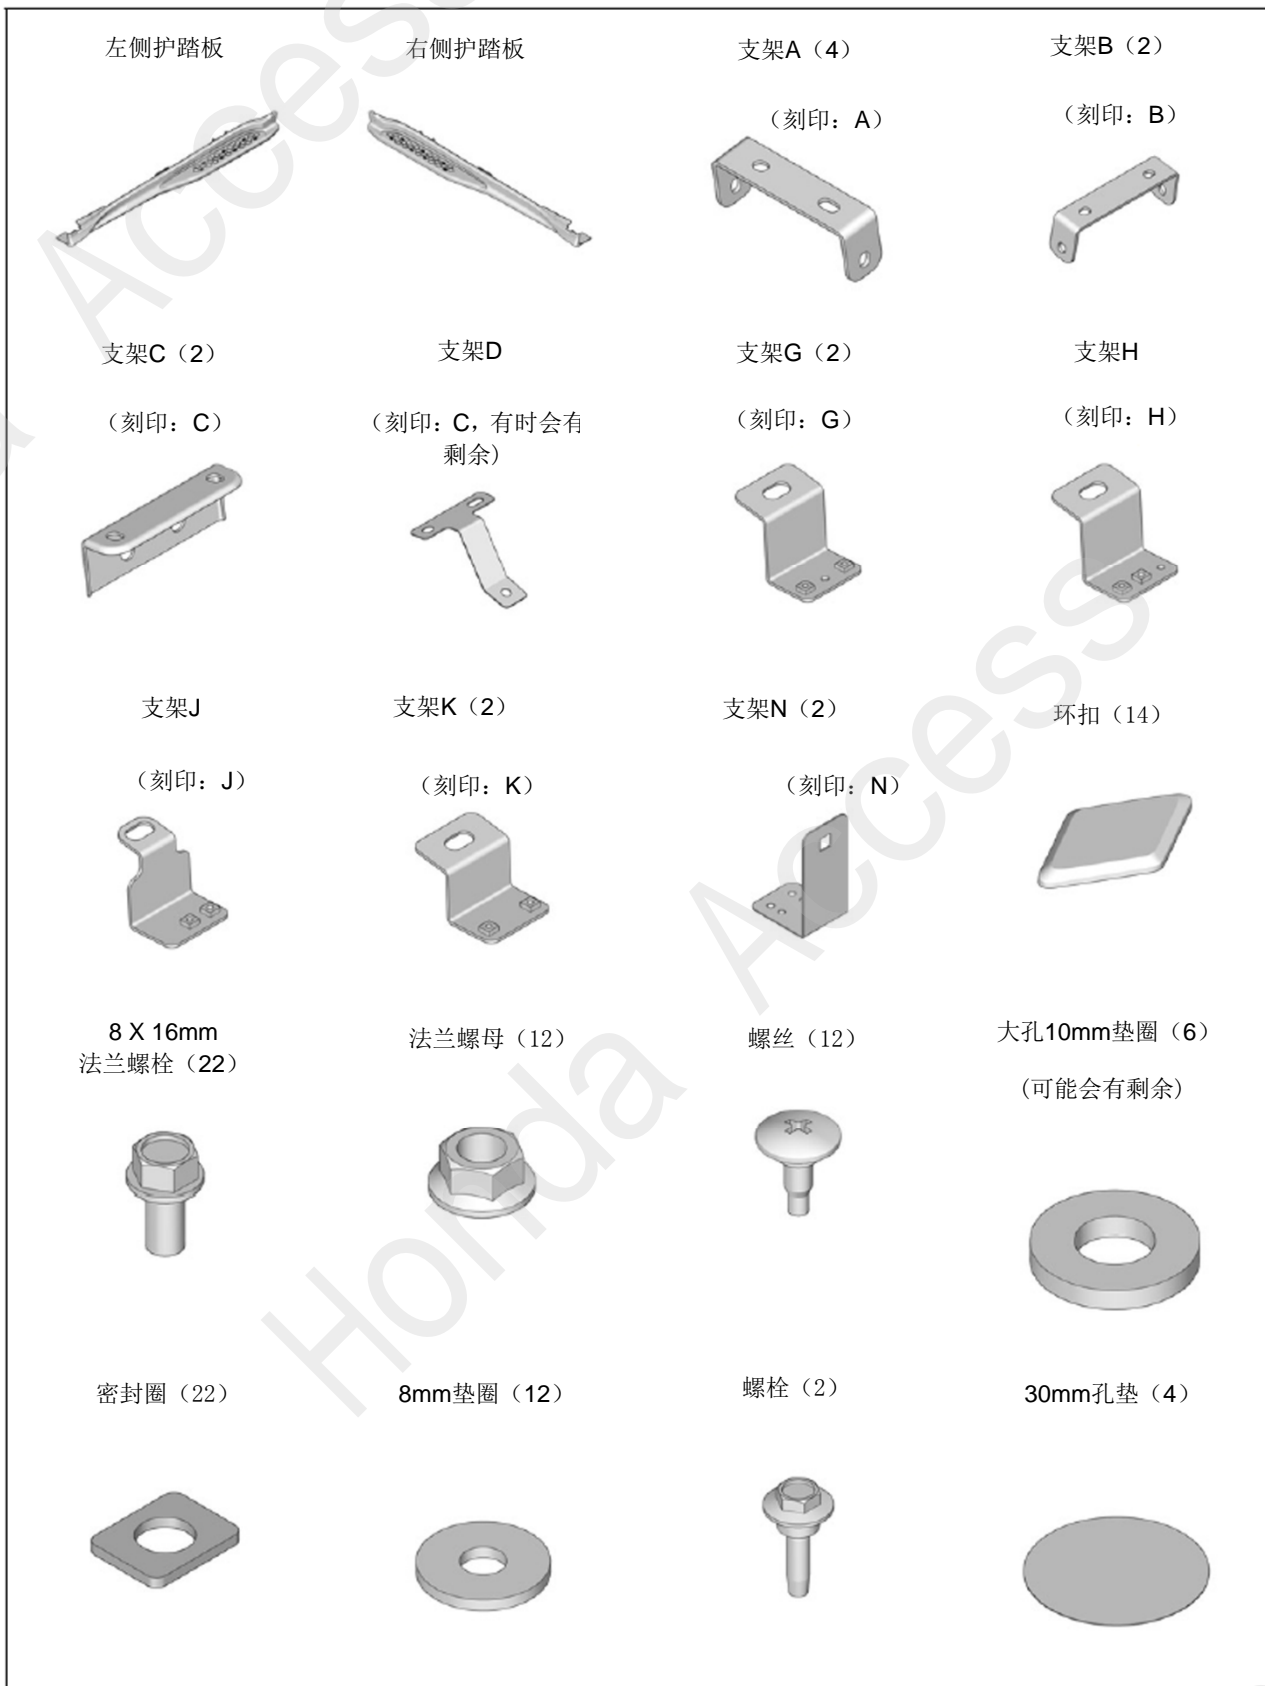 左侧护踏板
右侧护踏板
支架A（4）
支架B（2）
（刻印：A）
（刻印：B）
支架C（2）
支架D
支架G（2）
支架H
（刻印：C）
（刻印：C，有时会有
剩余)
（刻印：G）
（刻印：H）
支架J
支架K（2）
支架N（2）
环扣（14）
（刻印：J）
（刻印：K）
（刻印：N）
8 X 16mm
法兰螺栓（22）
法兰螺母（12）
螺丝（12）
大孔10mm垫圈（6）
(可能会有剩余)
密封圈（22）
8mm垫圈（12）
螺栓（2）
30mm孔垫（4）
Honda Access